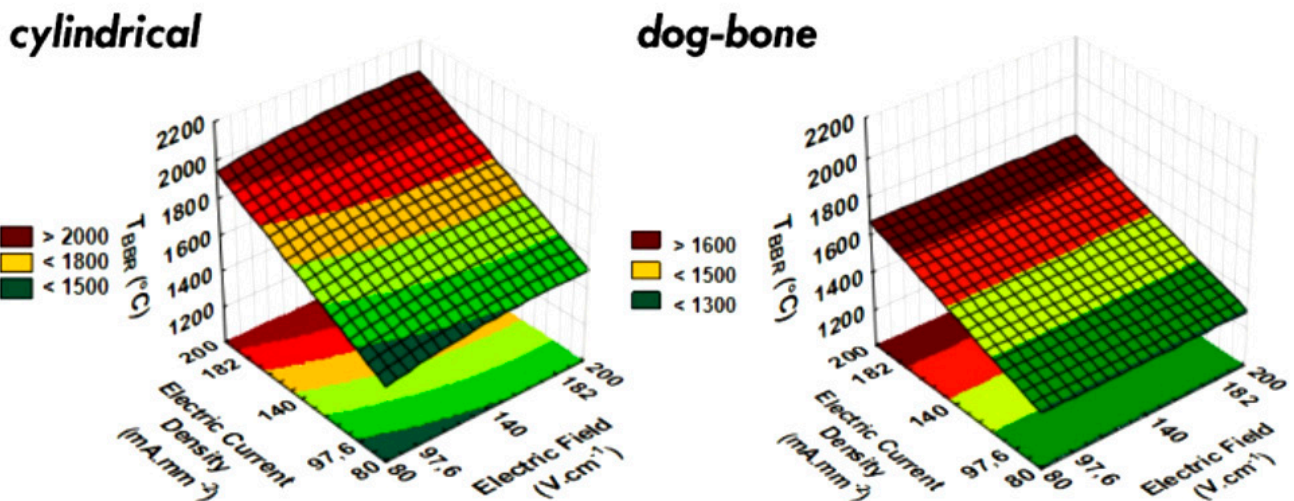 cylindrical
2200
2000
1800
1600
1400
1200
T BBR (°C)
> 2000
< 1800
< 1500
200
182
140
97,6
80
Electric Current
Density
(mA.mm-2)
80
97,6
140
182
200
Electric Field
(V.cm-1)
dog-bone
2200
2000
1800
1600
1400
1200
T BBR (°C)
> 1600
< 1500
< 1300
200
182
140
97,6
80
Electric Current
Density
(mA.mm-2)
80
97,6
140
182
200
Electric Field
(V.cm-1)